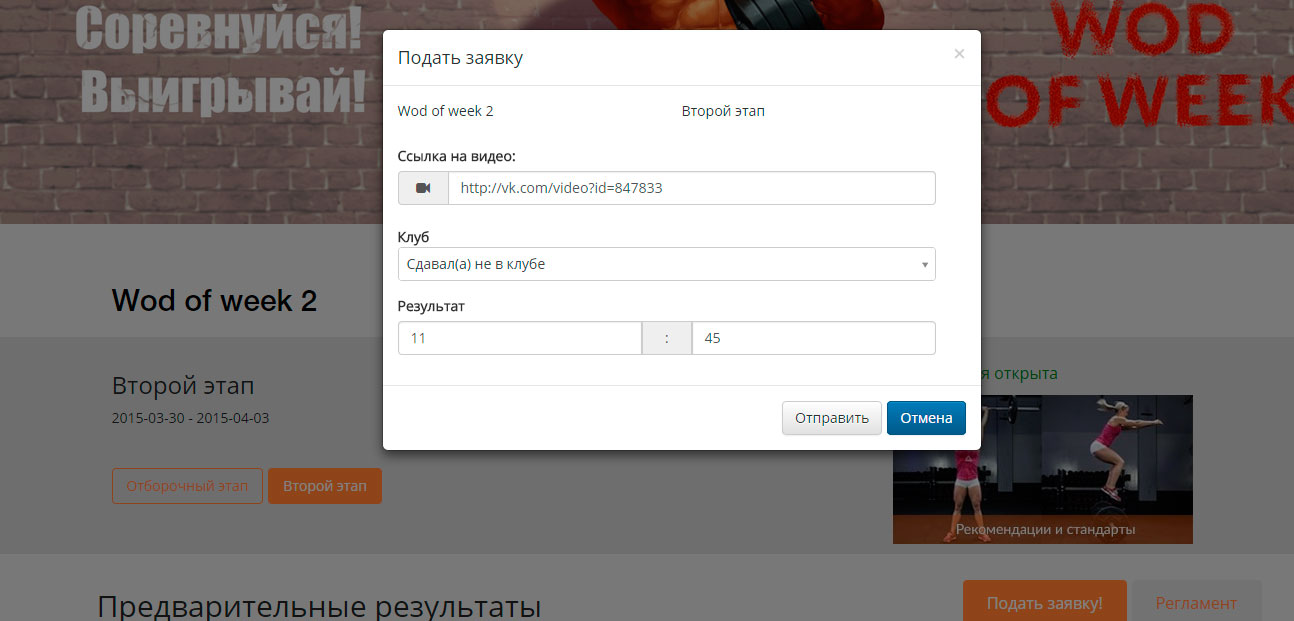 Соревнуйся!
Выигрывай!
WOD
OF WEEK
Подать заявку
×
Wod of week 2
Второй этап
Ссылка на видео:
http://vk.com/video?id=847833
Клуб
Сдавал(а) не в клубе
Результат
11 : 45
Отправить
Отмена
Wod of week 2
Второй этап
2015-03-30 - 2015-04-03
Отборочный этап
Второй этап
я открыта
Рекомендации и стандарты
Предварительные результаты
Подать заявку!
Регламент